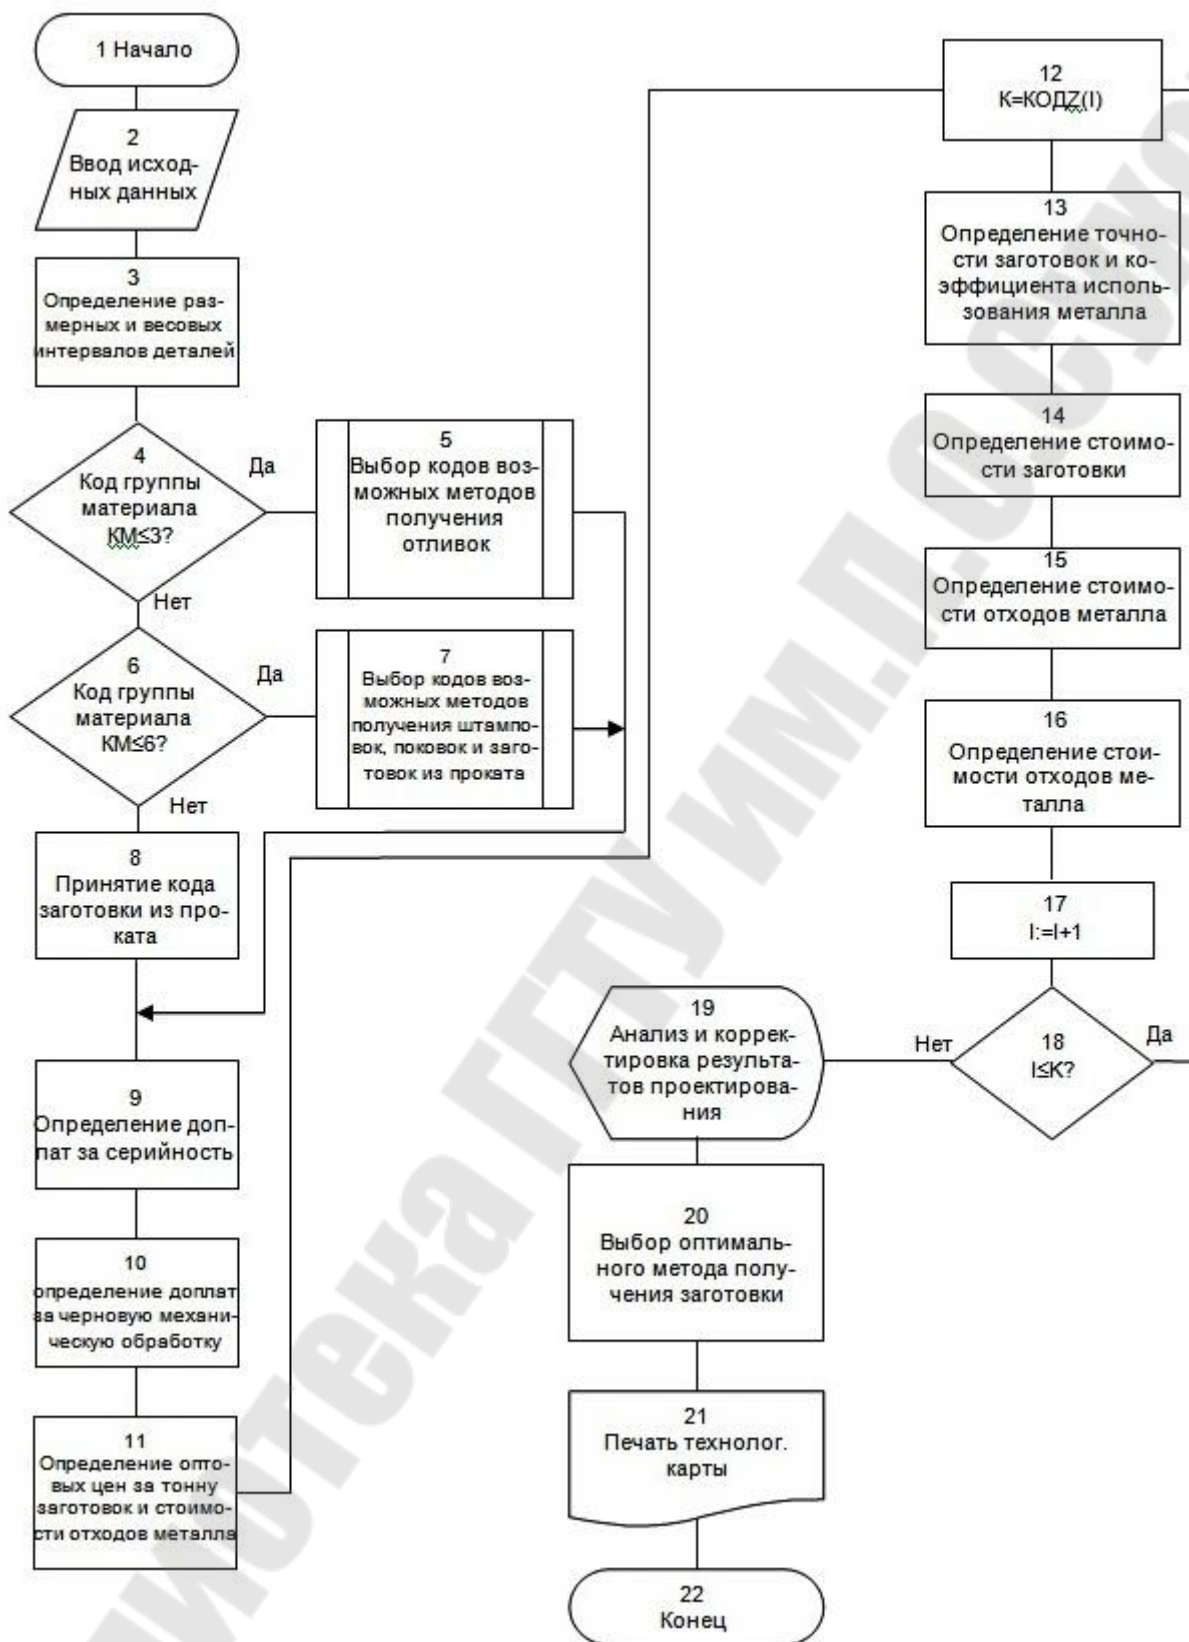 1 Начало
2
Ввод исход-
ных данных
3
Определение раз-
мерных и весовых
интервалов деталей
4
Код группы
материала
КМ≤3?
Да
Нет
5
Выбор кодов воз-
можных методов
получения
отливок
6
Код группы
материала
КМ≤6?
Да
Нет
7
Выбор кодов воз-
можных методов
получения штампо-
вок, поковок и заго-
товок из проката
8
Принятие кода
заготовки из про-
ката
9
Определение доп-
лат за серийность
10
определение доплат
за черновую механи-
ческую обработку
11
Определение опто-
вых цен за тонну
заготовок и стоимо-
сти отходов металла
12
К=КОДZ(I)
13
Определение точно-
сти заготовок и ко-
эффициента исполь-
зования металла
14
Определение стоимо-
сти заготовки
15
Определение стоимо-
сти отходов металла
16
Определение стои-
мости отходов ме-
талла
17
I:=I+1
18
I≤K?
Да
Нет
19
Анализ и коррек-
тировка результа-
тов проектирова-
ния
20
Выбор оптималь-
ного метода полу-
чения заготовки
21
Печать технолог.
карты
22
Конец
иотека ГГТУ им.П.О.Сухо